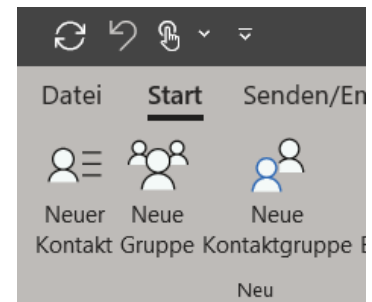 Datei Start Senden/Em
Neuer Neue Neue
Kontakt Gruppe Kontaktgruppe
Neu